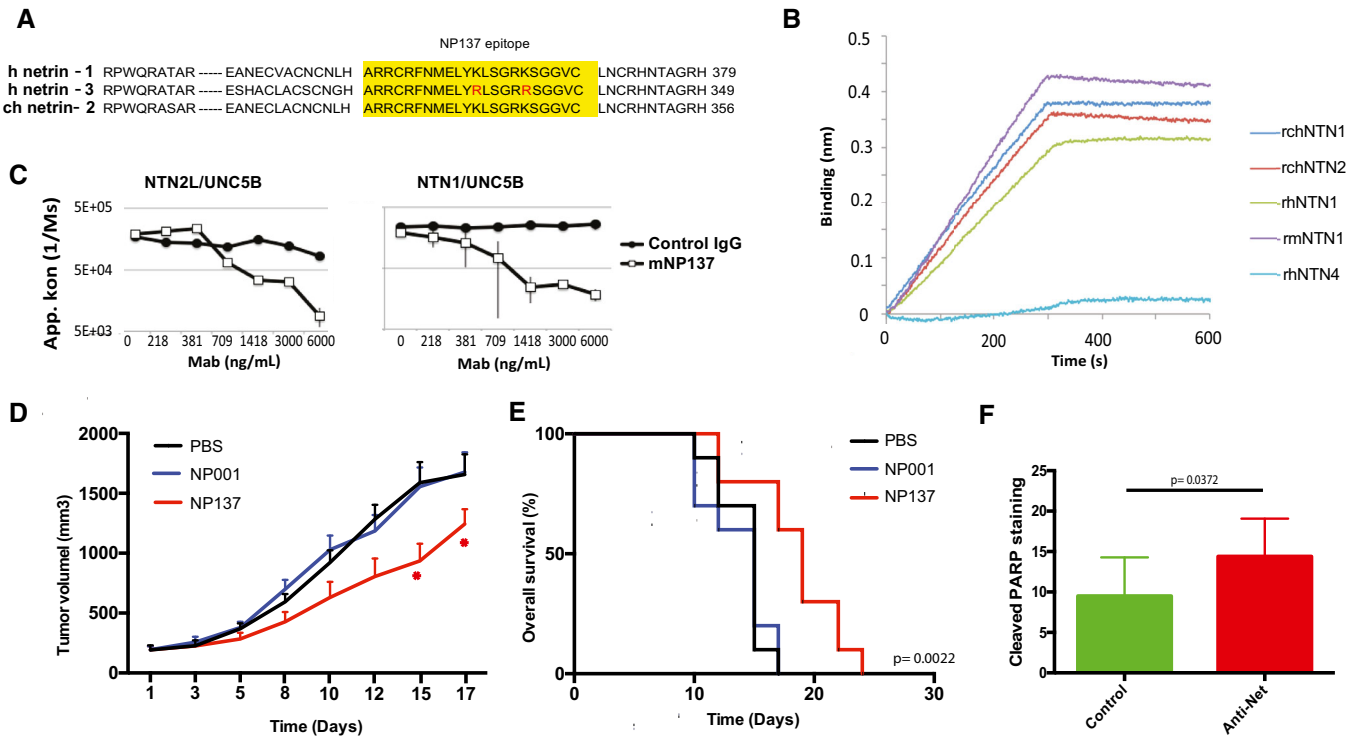 A
NP137 epitope
h netrin - 1 RPWQRATAR ----- EANECVACNCNLH ARRCRFNMELYKLSGRKSGGVC LNCRHNTAGRH 379
h netrin - 3 RPWQRATAR ----- ESHACLACSCNGH ARRCRFNMELYRLSGRRSGGVC LNCRHNTAGRH 349
ch netrin- 2 RPWQRASAR ----- EANECLACNCNLH ARRCRFNMELYKLSGRKSGGVC LNCRHNTAGRH 356
B
0.5
0.4
0.3
0.2
0.1
0
Binding (nm)
0 200 400 600
Time (s)
rchNTN1
rchNTN2
rhNTN1
rmNTN1
rhNTN4
C
NTN2L/UNC5B
NTN1/UNC5B
App. kon (1/Ms)
5E+05
5E+04
5E+03
0 218 381 709 1418 3000 6000
Mab (ng/mL)
0 218 381 709 1418 3000 6000
Mab (ng/mL)
Control IgG
mNP137
D
Tumor volumel (mm3)
2000
1500
1000
500
0
1 3 5 8 10 12 15 17
Time (Days)
PBS
NP001
NP137
*
*
E
Overall survival (%)
100
50
0
0 10 20 30
Time (Days)
PBS
NP001
NP137
p= 0.0022
F
Cleaved PARP staining
25
20
15
10
5
0
p= 0.0372
Control
Anti-Net